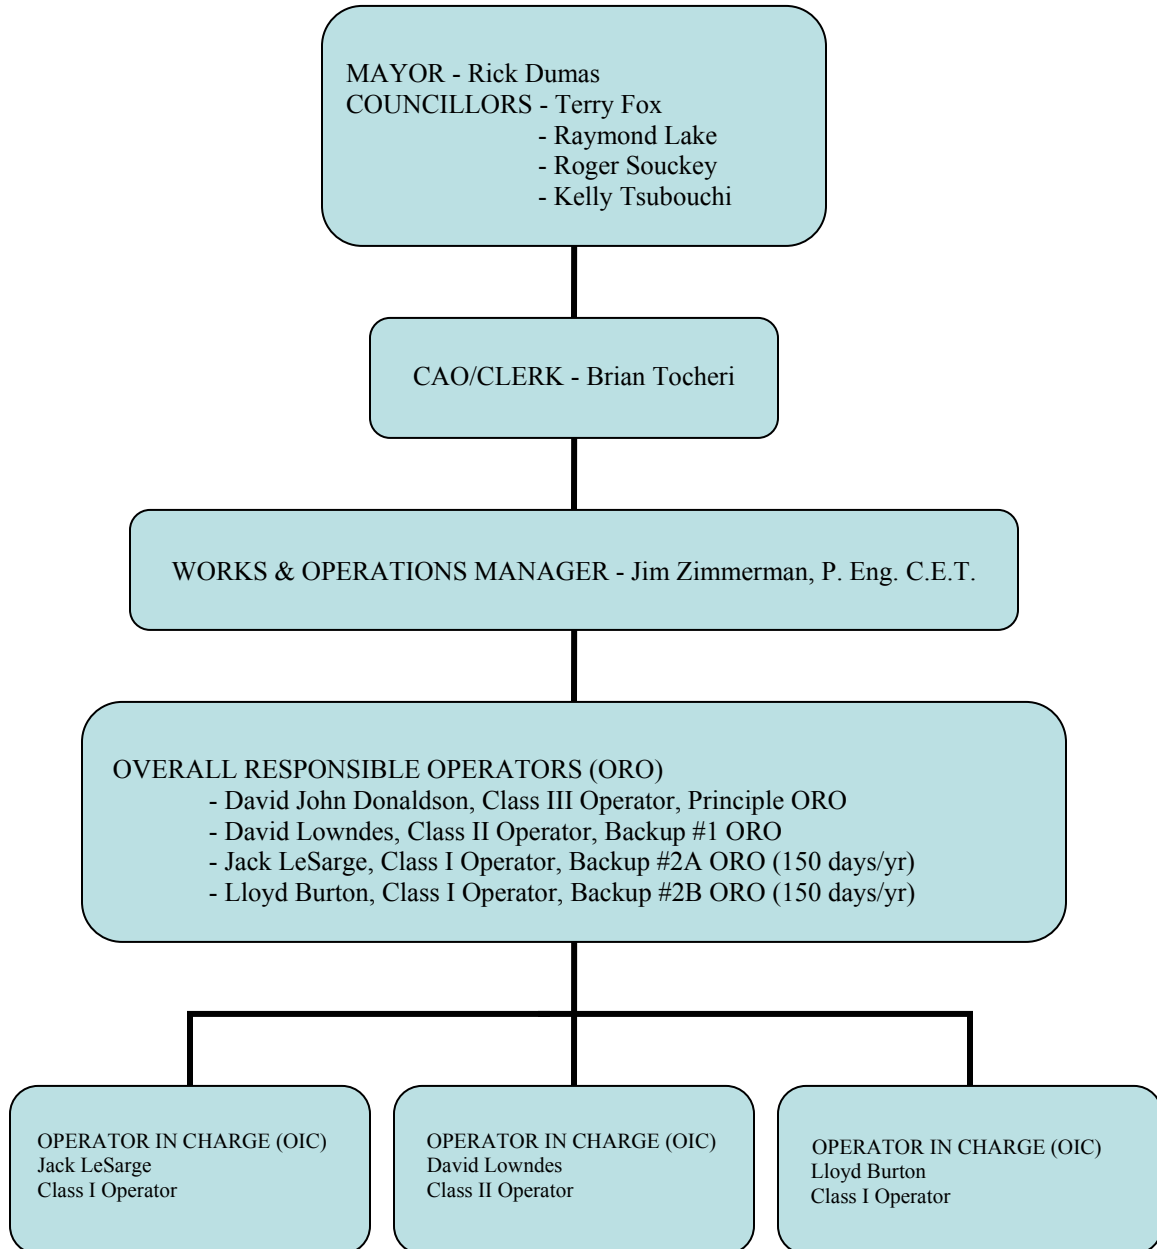 MAYOR - Rick Dumas
COUNCILLORS - Terry Fox
- Raymond Lake
- Roger Souckey
- Kelly Tsubouchi
CAO/CLERK - Brian Tocheri
WORKS & OPERATIONS MANAGER - Jim Zimmerman, P. Eng. C.E.T.
OVERALL RESPONSIBLE OPERATORS (ORO)
- David John Donaldson, Class III Operator, Principle ORO
- David Lowndes, Class II Operator, Backup #1 ORO
- Jack LeSarge, Class I Operator, Backup #2A ORO (150 days/yr)
- Lloyd Burton, Class I Operator, Backup #2B ORO (150 days/yr)
OPERATOR IN CHARGE (OIC)
Jack LeSarge
Class I Operator
OPERATOR IN CHARGE (OIC)
David Lowndes
Class II Operator
OPERATOR IN CHARGE (OIC)
Lloyd Burton
Class I Operator